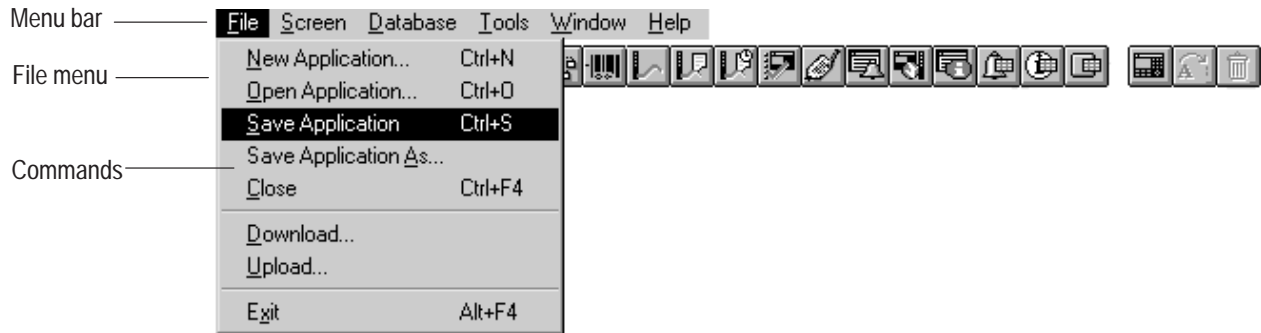 Menu bar
File Screen Database Tools Window Help
File menu
New Application... Ctrl+N
Open Application... Ctrl+O
Save Application Ctrl+S
Commands
Save Application As...
Close Ctrl+F4
Download...
Upload...
Exit Alt+F4